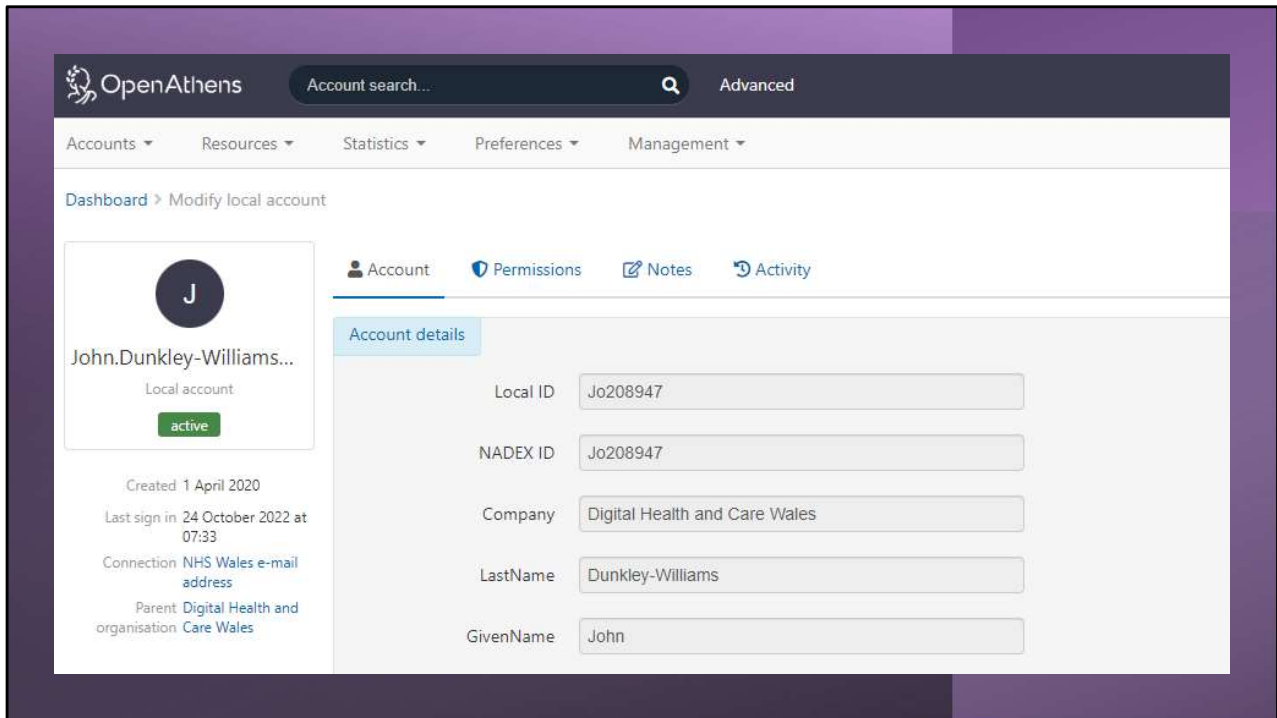 OpenAthens Account search... Advanced
Accounts Resources Statistics Preferences Management
Dashboard > Modify local account
J
John.Dunkley-Williams...
Local account
active
Created 1 April 2020
Last sign in 24 October 2022 at
07:33
Connection NHS Wales e-mail
address
Parent Digital Health and
organisation Care Wales
Account Permissions Notes Activity
Account details
Local ID Jo208947
NADEX ID Jo208947
Company Digital Health and Care Wales
LastName Dunkley-Williams
GivenName John